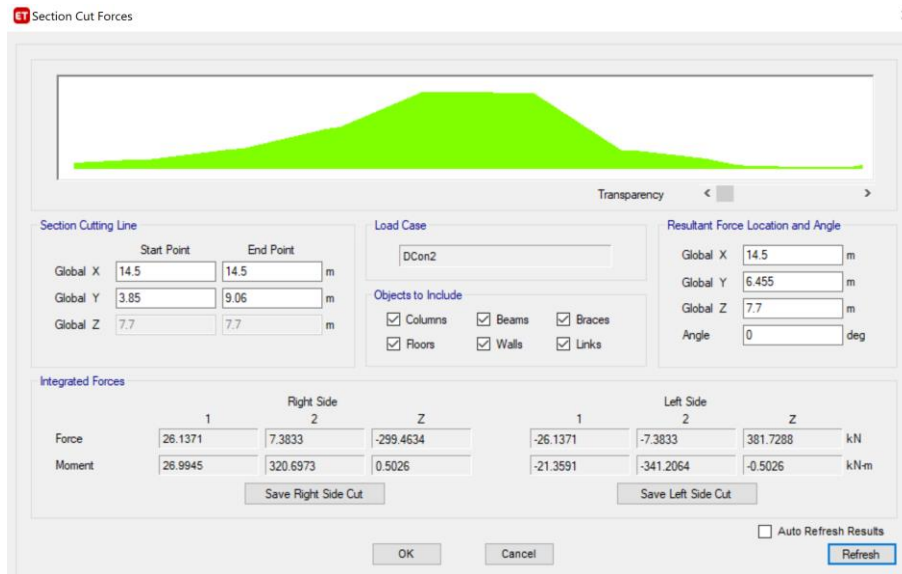 ET Section Cut Forces
Transparency < >
Section Cutting Line
Start Point End Point
Global X 14.5 14.5 m
Global Y 3.85 9.06 m
Global Z 7.7 7.7 m
Load Case
DCon2
Objects to Include
Columns Beams Braces
Floors Walls Links
Resultant Force Location and Angle
Global X 14.5 m
Global Y 6.455 m
Global Z 7.7 m
Angle 0 deg
Integrated Forces
Right Side Left Side
1 2 Z 1 2 Z
Force 26.1371 7.3833 -299.4634 -26.1371 -7.3833 381.7288 kN
Moment 26.9945 320.6973 0.5026 -21.3591 -341.2064 -0.5026 kN-m
Save Right Side Cut Save Left Side Cut
Auto Refresh Results
OK Cancel Refresh